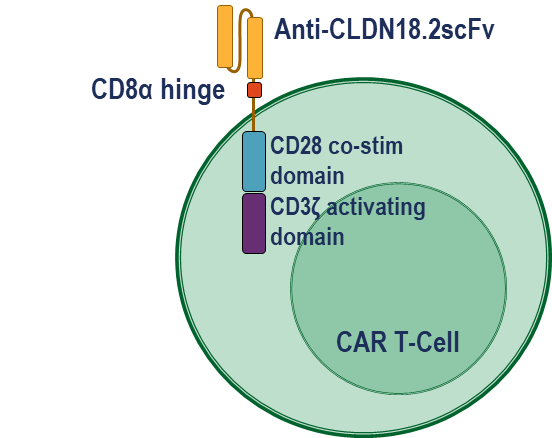 Anti-CLDN18.2scFv
CD8α hinge
CD28 co-stim
domain
CD3ζ activating
domain
CAR T-Cell